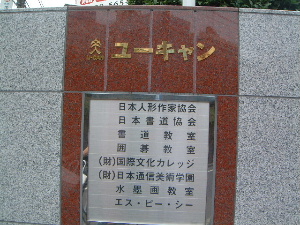 ユーキャン
日本人形作家協会
日本書道協会
書道教室
囲碁教室
(財)国際文化カレッジ
(財)日本通信美術学園
水墨画教室
エス・ピー・シー